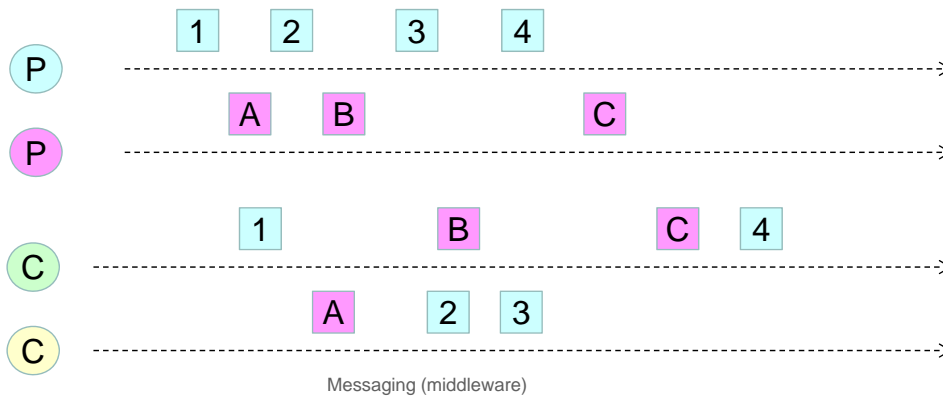 1 2 3 4
P
A B C
P
1 B C 4
C
A 2 3
C
Messaging (middleware)